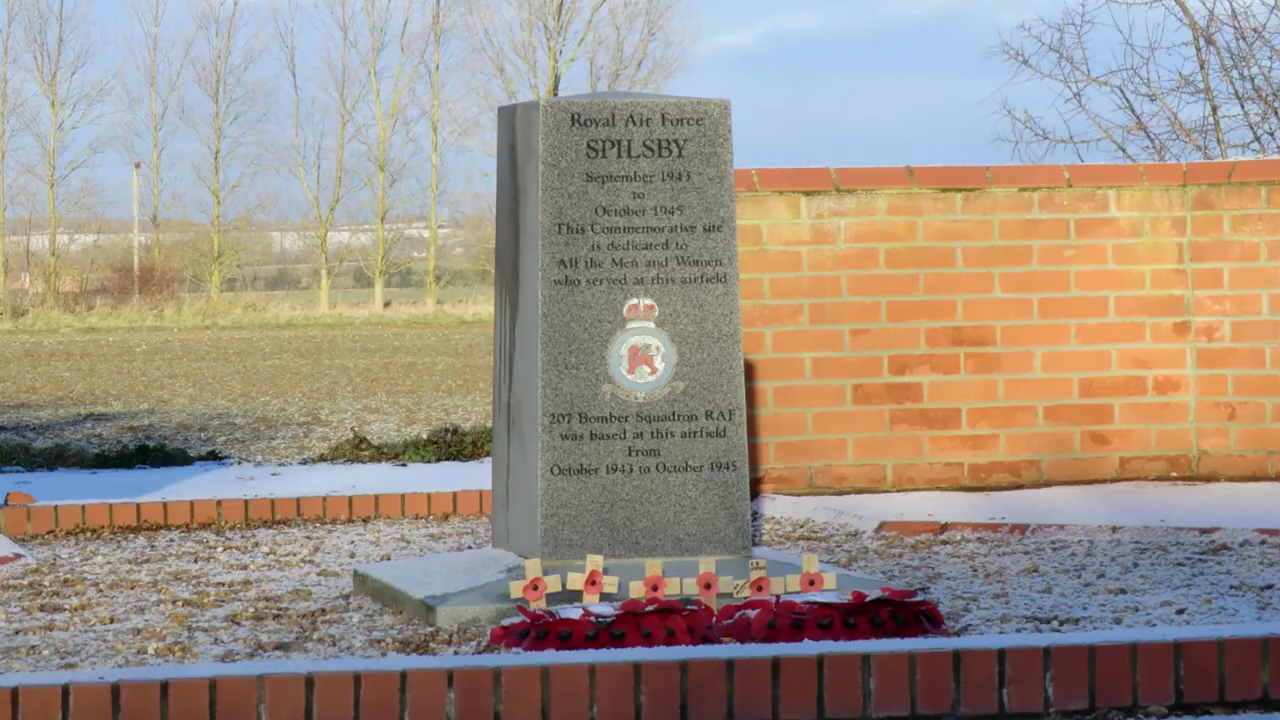 Royal Air Force
SPILSBY
September 1943
to
October 1945
This Commemorative site
is dedicated to
All the Men and Women
who served at this airfield
207 Bomber Squadron RAF
was based at this airfield
From
October 1943 to October 1945